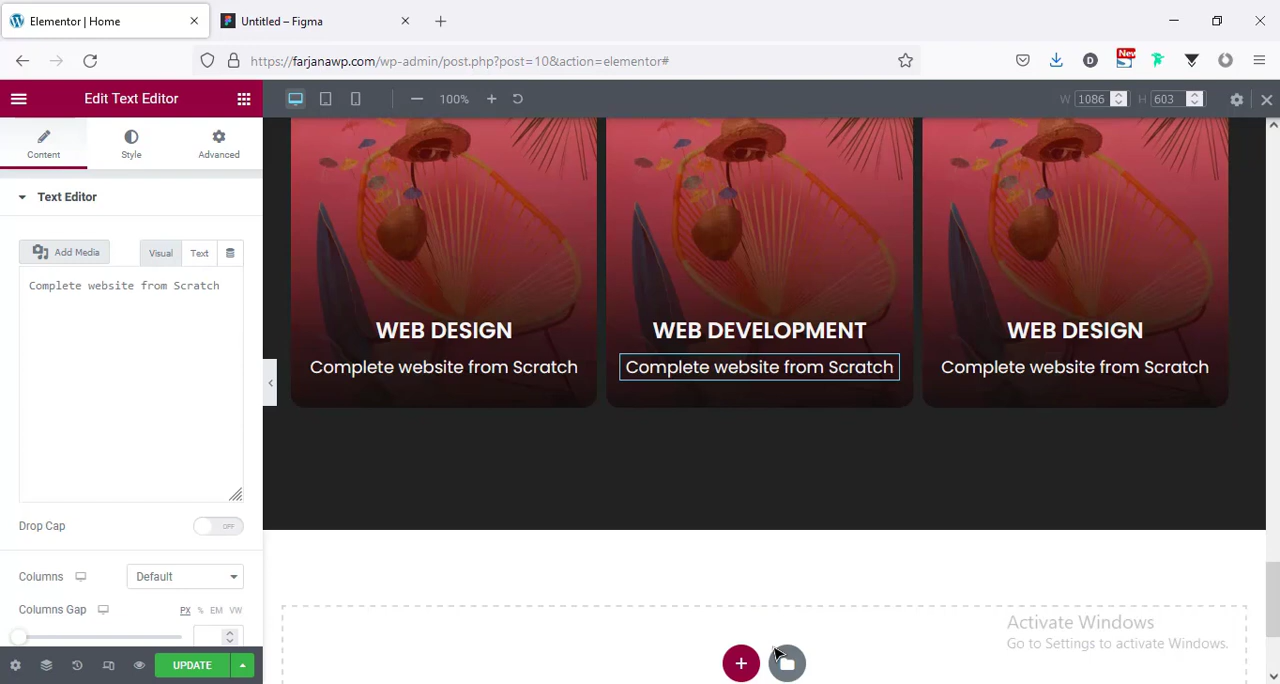 Elementor | Home
Untitled – Figma
https://farjanawp.com/wp-admin/post.php?post=10&action=elementor#
New
Edit Text Editor
100%
W 1086
H 603
Content
Style
Advanced
Text Editor
Add Media
Visual
Text
Complete website from Scratch
WEB DESIGN
WEB DEVELOPMENT
WEB DESIGN
Complete website from Scratch
Complete website from Scratch
Complete website from Scratch
Drop Cap
OFF
Columns
Default
Columns Gap
PX % EM VW
Activate Windows
Go to Settings to activate Windows.
UPDATE